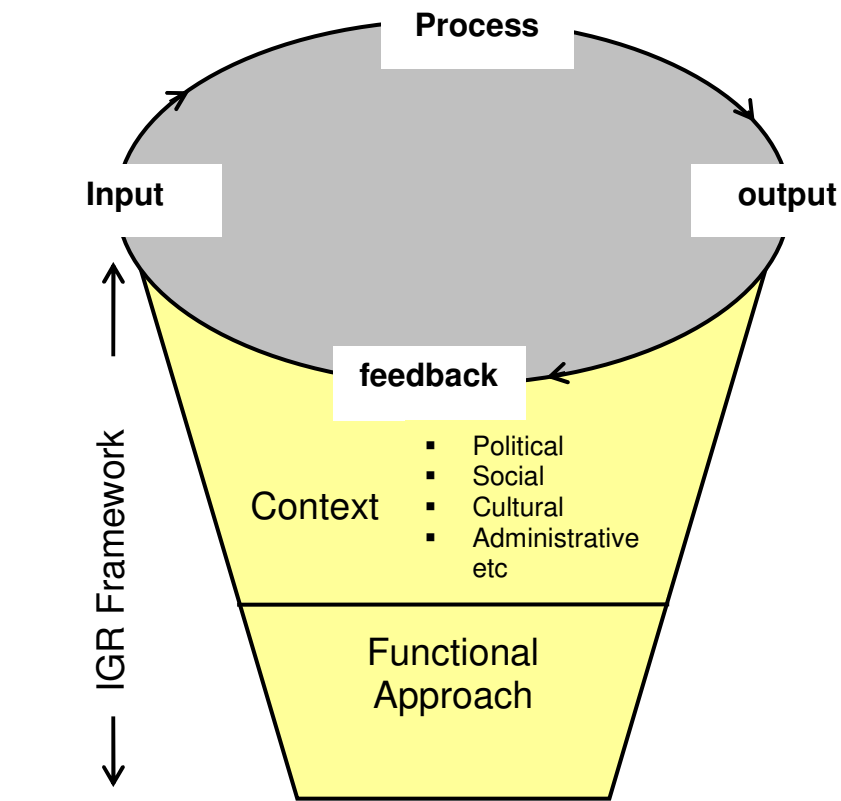 Process
Input
output
feedback
IGR Framework
Context
▪ Political
▪ Social
▪ Cultural
▪ Administrative
etc
Functional
Approach